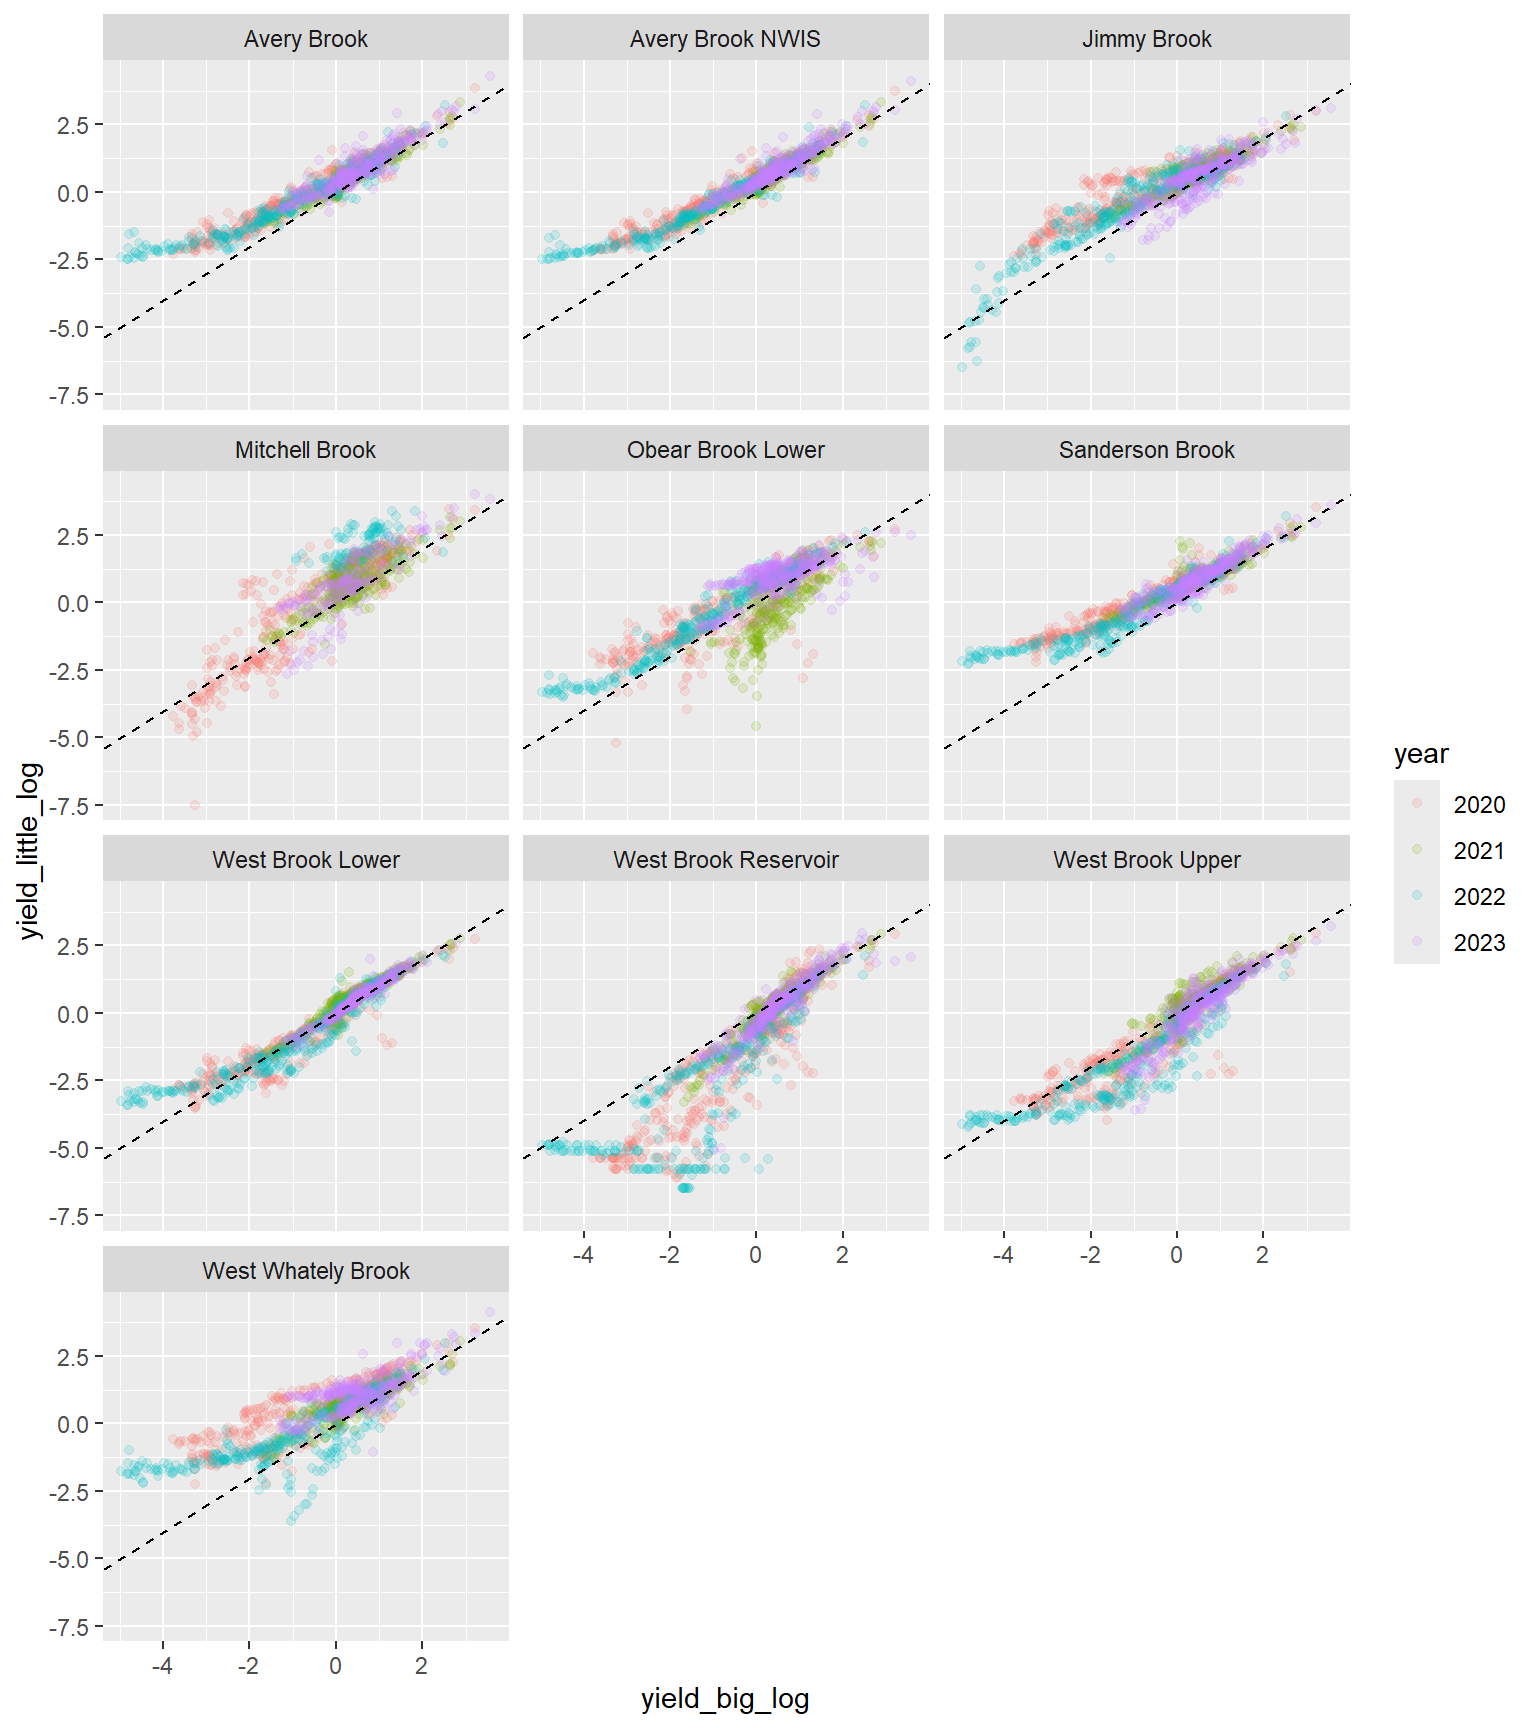 Avery Brook
Avery Brook NWIS
Jimmy Brook
2.5
0.0
-2.5
-5.0
-7.5
Mitchell Brook
Obear Brook Lower
Sanderson Brook
2.5
0.0
-2.5
-5.0
-7.5
West Brook Lower
West Brook Reservoir
West Brook Upper
2.5
0.0
-2.5
-5.0
-7.5
-4 -2 0 2
-4 -2 0 2
West Whately Brook
2.5
0.0
-2.5
-5.0
-7.5
-4 -2 0 2
yield_big_log
yield_little_log
year
2020
2021
2022
2023